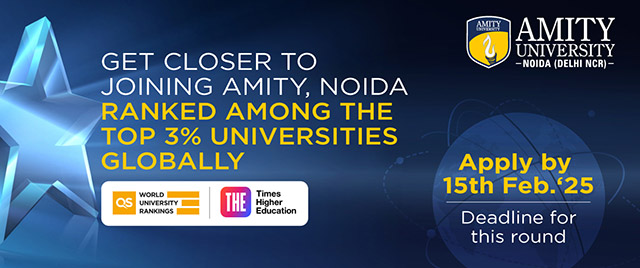 GET CLOSER TO
JOINING AMITY, NOIDA
RANKED AMONG THE
TOP 3% UNIVERSITIES
GLOBALLY
QS
WORLD
UNIVERSITY
RANKINGS
THE
Times
Higher
Education
AMITY
UNIVERSITY
AMITY
UNIVERSITY
NOIDA (DELHI NCR)
Apply by
15th Feb.‘25
Deadline for
this round